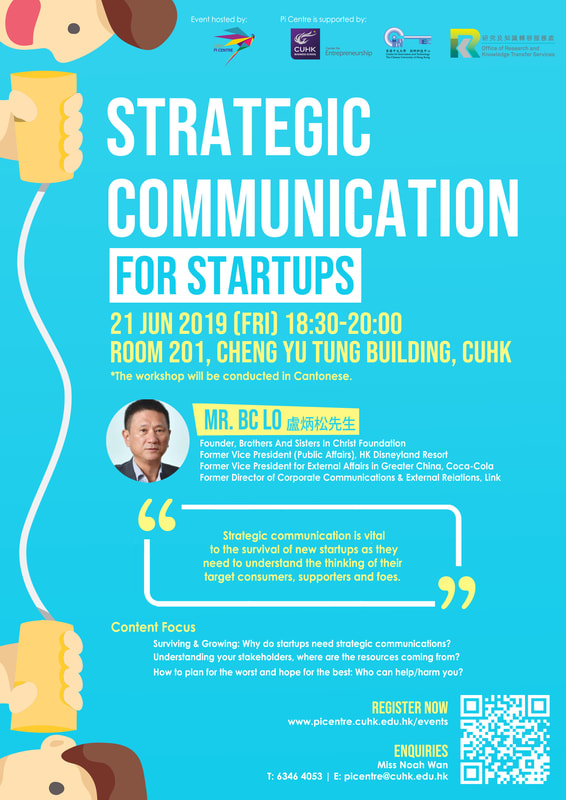 Event hosted by:
Pi Centre is supported by:
PI CENTRE
CUHK
Center for
Entrepreneurship
研究及知識轉移服務處
Office of Research and
Knowledge Transfer Services
STRATEGIC
COMMUNICATION
FOR STARTUPS
21 JUN 2019 (FRI) 18:30-20:00
ROOM 201, CHENG YU TUNG BUILDING, CUHK
*The workshop will be conducted in Cantonese.
MR. BC LO 盧炳松先生
Founder, Brothers And Sisters In Christ Foundation
Former Vice President (Public Affairs), HK Disneyland Resort
Former Vice President for External Affairs in Greater China, Coca-Cola
Former Director of Corporate Communications & External Relations, Link
“
Strategic communication is vital
to the survival of new startups as they
need to understand the thinking of their
target consumers, supporters and foes.
”
Content Focus
Surviving & Growing: Why do startups need strategic communications?
Understanding your stakeholders, where are the resources coming from?
How to plan for the worst and hope for the best: Who can help/harm you?
REGISTER NOW
www.picentre.cuhk.edu.hk/events
ENQUIRIES
Miss Noah Wan
T: 6346 4053 | E: picentre@cuhk.edu.hk